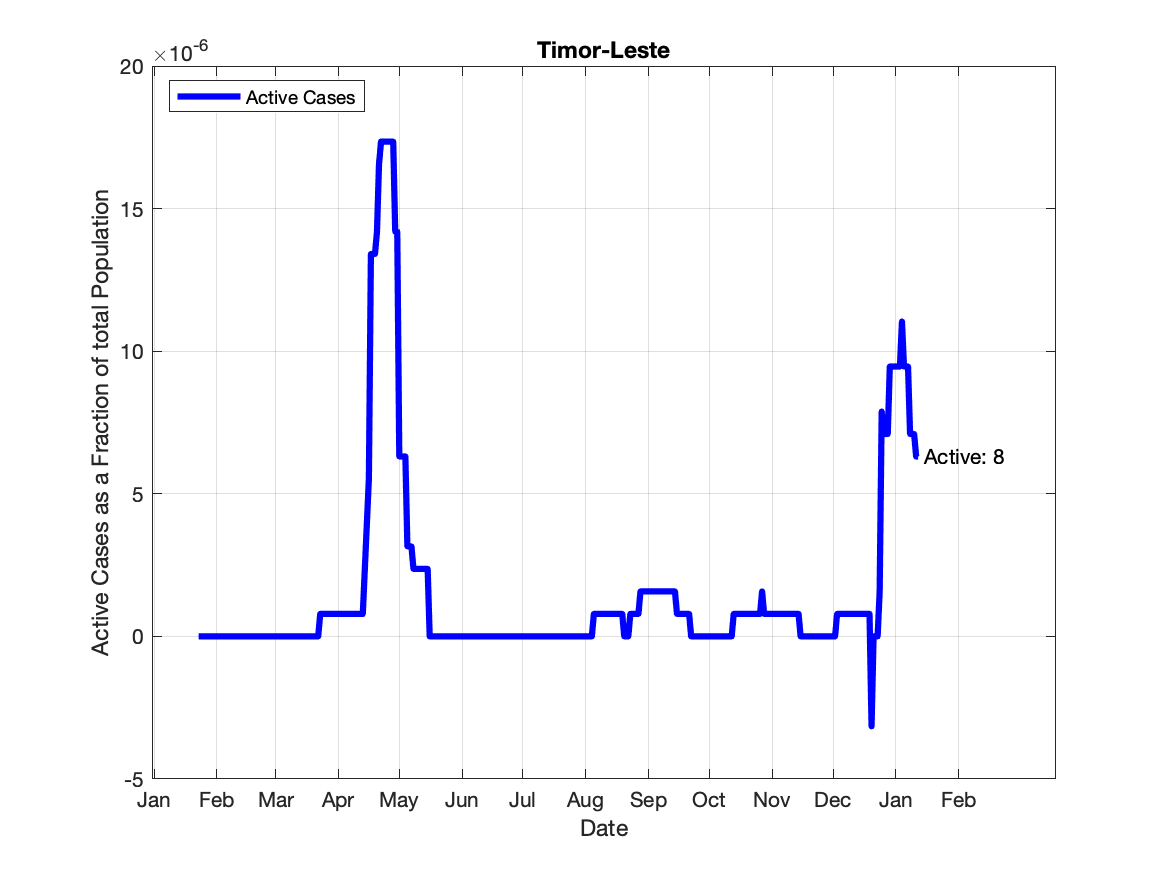 Timor-Leste
×10-6
20
15
10
5
0
-5
Active Cases
Active: 8
Active Cases as a Fraction of total Population
Jan Feb Mar Apr May Jun Jul Aug Sep Oct Nov Dec Jan Feb
Date